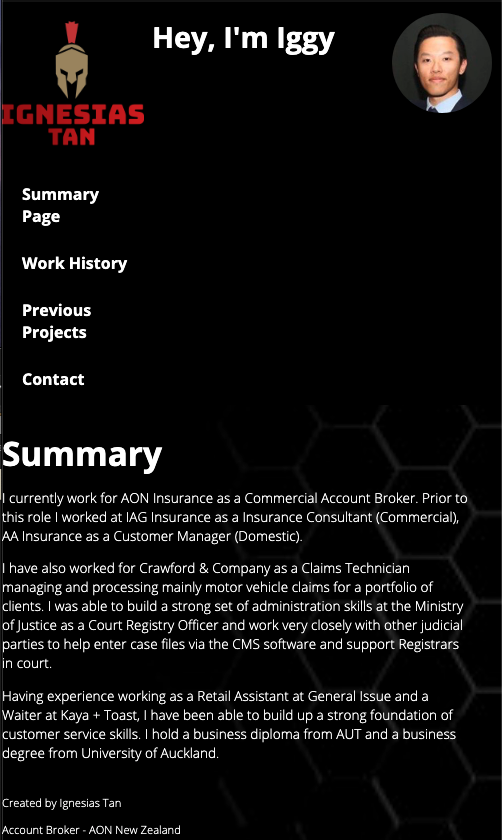 Hey, I'm Iggy
IGNESIAS
TAN
Summary
Page
Work History
Previous
Projects
Contact
Summary
I currently work for AON Insurance as a Commercial Account Broker. Prior to
this role I worked at IAG Insurance as a Insurance Consultant (Commercial),
AA Insurance as a Customer Manager (Domestic).
I have also worked for Crawford & Company as a Claims Technician
managing and processing mainly motor vehicle claims for a portfolio of
clients. I was able to build a strong set of administration skills at the Ministry
of Justice as a Court Registry Officer and work very closely with other judicial
parties to help enter case files via the CMS software and support Registrars
in court.
Having experience working as a Retail Assistant at General Issue and a
Waiter at Kaya + Toast, I have been able to build up a strong foundation of
customer service skills. I hold a business diploma from AUT and a business
degree from University of Auckland.
Created by Ignesias Tan
Account Broker - AON New Zealand